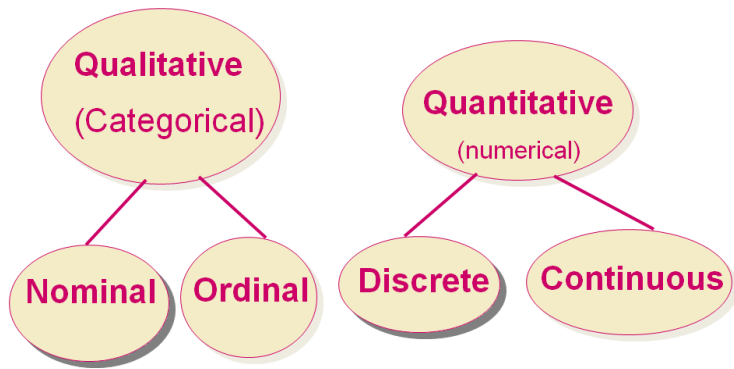 Qualitative
(Categorical)
Quantitative
(numerical)
Nominal
Ordinal
Discrete
Continuous